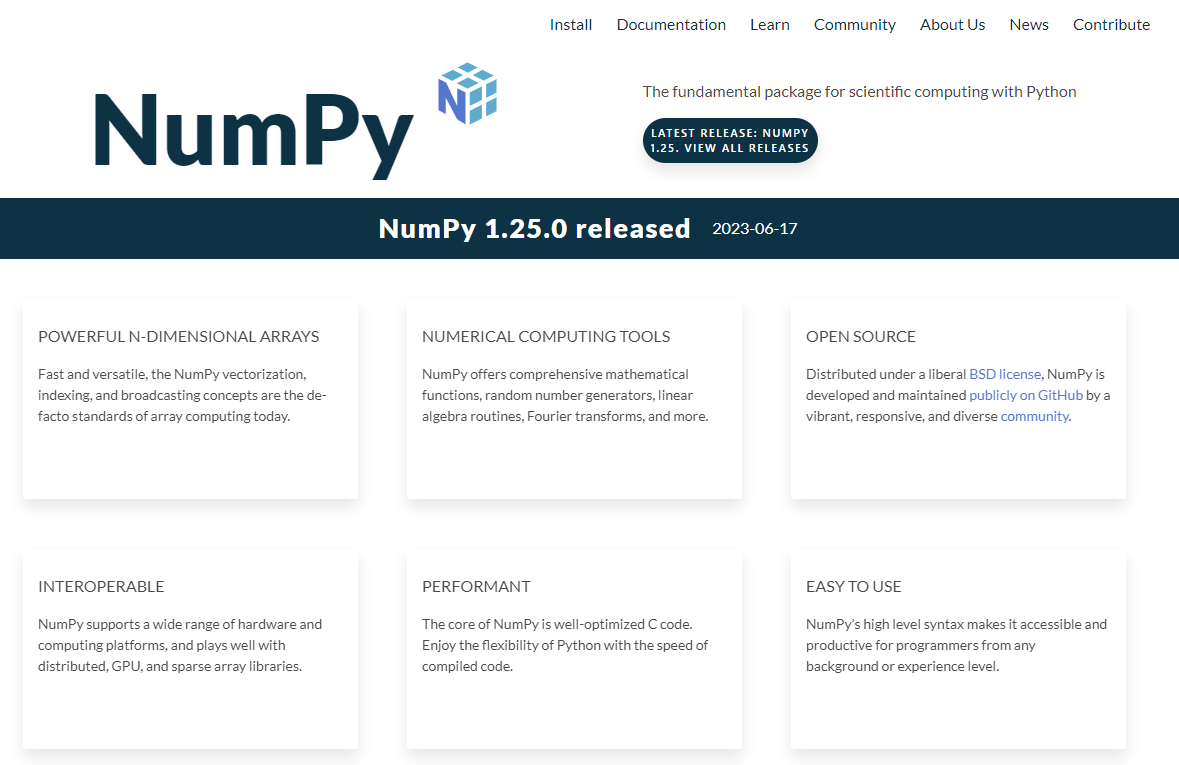 Install Documentation Learn Community About Us News Contribute
NumPy
The fundamental package for scientific computing with Python
LATEST RELEASE: NUMPY
1.25. VIEW ALL RELEASES
NumPy 1.25.0 released 2023-06-17
POWERFUL N-DIMENSIONAL ARRAYS
Fast and versatile, the NumPy vectorization,
indexing, and broadcasting concepts are the de-
facto standards of array computing today.
NUMERICAL COMPUTING TOOLS
NumPy offers comprehensive mathematical
functions, random number generators, linear
algebra routines, Fourier transforms, and more.
OPEN SOURCE
Distributed under a liberal BSD license, NumPy is
developed and maintained publicly on GitHub by a
vibrant, responsive, and diverse community.
INTEROPERABLE
NumPy supports a wide range of hardware and
computing platforms, and plays well with
distributed, GPU, and sparse array libraries.
PERFORMANT
The core of NumPy is well-optimized C code.
Enjoy the flexibility of Python with the speed of
compiled code.
EASY TO USE
NumPy's high level syntax makes it accessible and
productive for programmers from any
background or experience level.